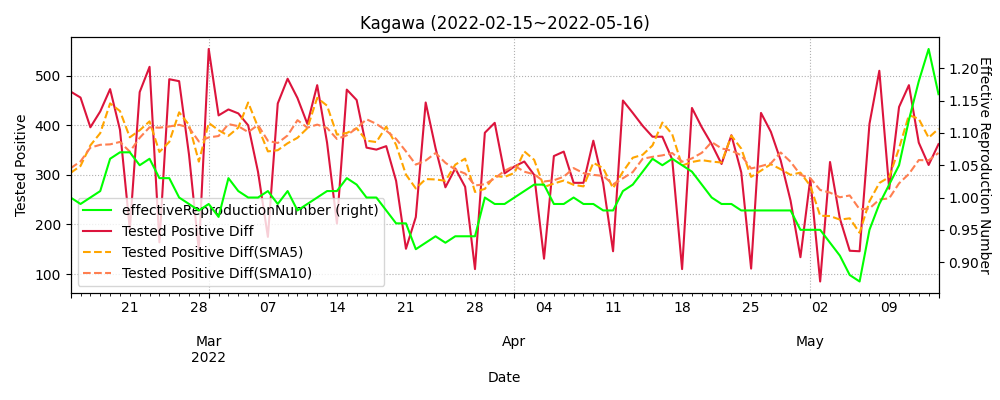 Kagawa (2022-02-15~2022-05-16)
Tested Positive
500
400
300
200
100
effectiveReproductionNumber (right)
Tested Positive Diff
Tested Positive Diff(SMA5)
Tested Positive Diff(SMA10)
1.20
1.15
1.10
1.05
1.00
0.95
0.90
Effective Reproduction Number
21 28 07 14 21 28 04 11 18 25 02 09
Mar Apr May
2022
Date